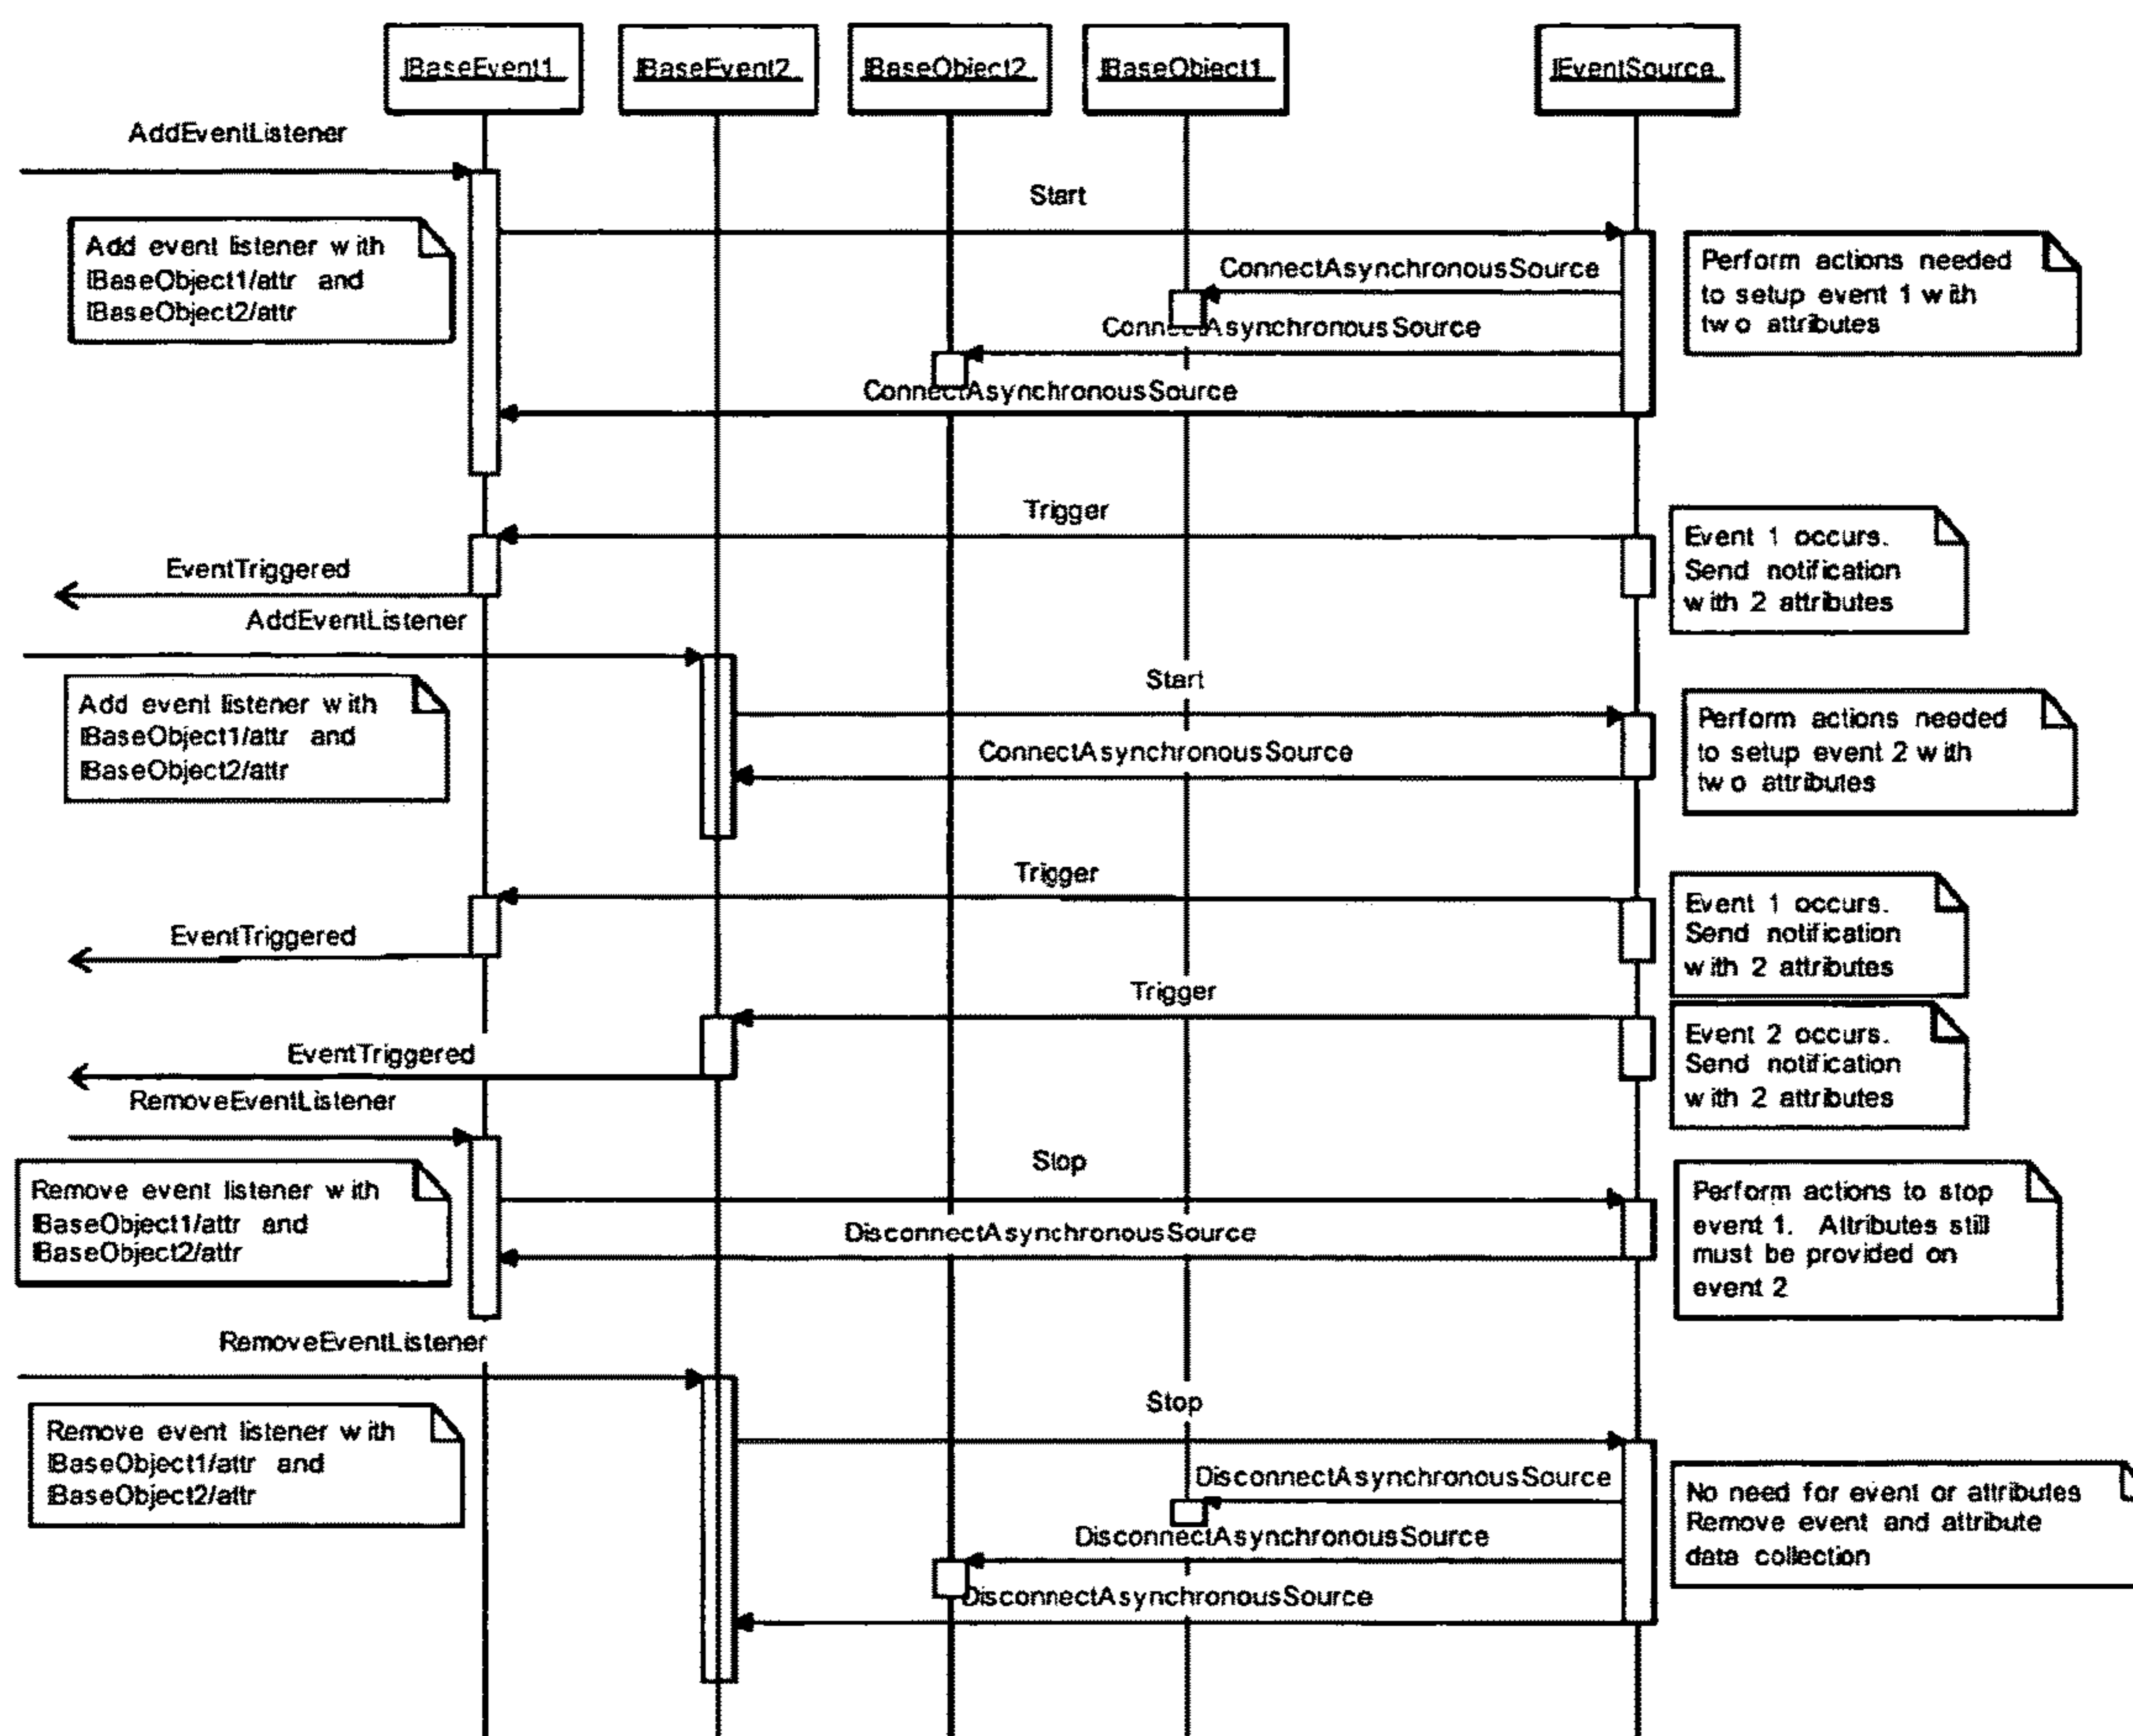 IBaseEvent1
IBaseEvent2
IBaseObject2
IBaseObject1
IEventSource
AddEventListener
Start
Add event listener with
IBaseObject1/attr and
IBaseObject2/attr
ConnectAsynchronousSource
Perform actions needed
to setup event 1 with
two attributes
ConnectAsynchronousSource
ConnectAsynchronousSource
Trigger
Event 1 occurs.
Send notification
with 2 attributes
EventTriggered
AddEventListener
Start
Add event listener with
IBaseObject1/attr and
IBaseObject2/attr
Perform actions needed
to setup event 2 with
two attributes
ConnectAsynchronousSource
Trigger
Event 1 occurs.
Send notification
with 2 attributes
EventTriggered
Trigger
Event 2 occurs.
Send notification
with 2 attributes
EventTriggered
RemoveEventListener
Stop
Remove event listener with
IBaseObject1/attr and
IBaseObject2/attr
Perform actions to stop
event 1. Attributes still
must be provided on
event 2
DisconnectAsynchronousSource
RemoveEventListener
Stop
Remove event listener with
IBaseObject1/attr and
IBaseObject2/attr
DisconnectAsynchronousSource
No need for event or attributes
Remove event and attribute
data collection
DisconnectAsynchronousSource
DisconnectAsynchronousSource